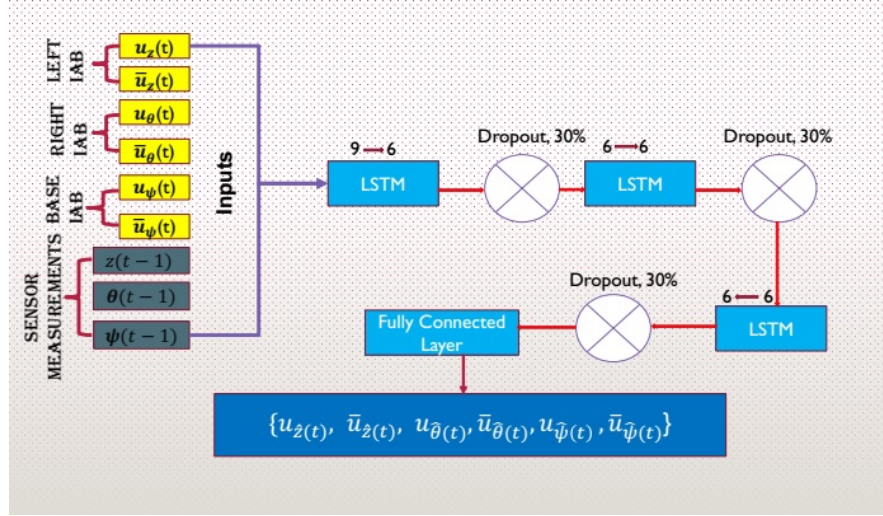 LEFT
IAB
u_z(t)
ū_z(t)
RIGHT
IAB
u_θ(t)
ū_θ(t)
BASE
IAB
u_ψ(t)
ū_ψ(t)
SENSOR
MEASUREMENTS
z(t − 1)
θ(t − 1)
ψ(t − 1)
Inputs
9 → 6
LSTM
Dropout, 30%
6 → 6
LSTM
Dropout, 30%
6 ← 6
LSTM
Dropout, 30%
Fully Connected
Layer
{u_ẑ(t), ū_ẑ(t), u_θ̂(t), ū_θ̂(t), u_ψ̂(t) , ū_ψ̂(t)}